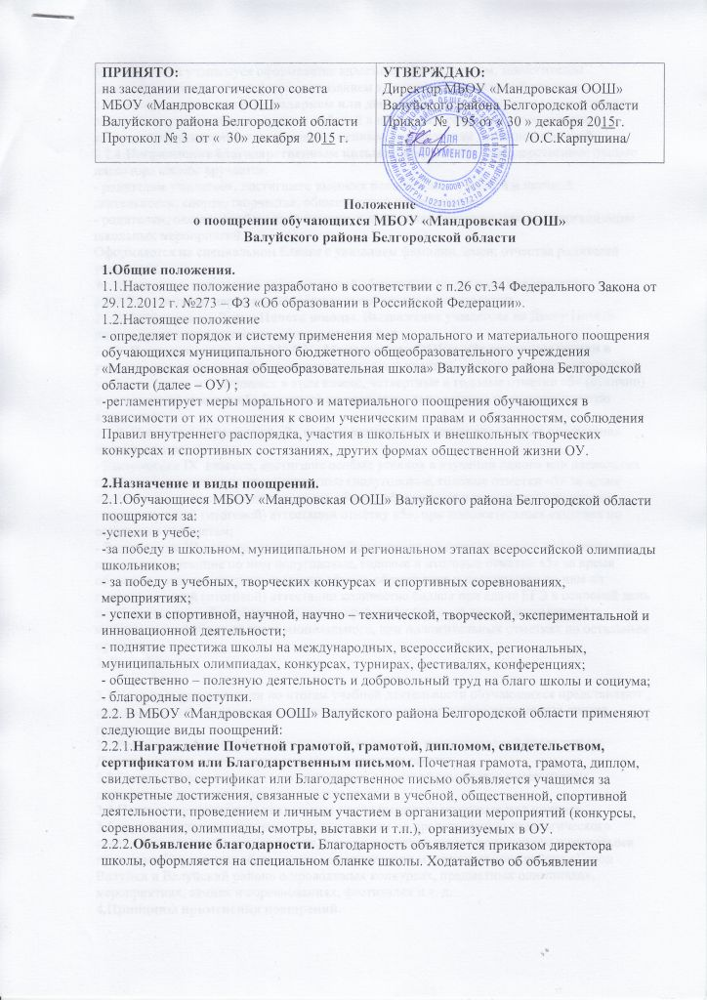 ПРИНЯТО:
на заседании педагогического совета
МБОУ «Мандровская ООШ»
Валуйского района Белгородской области
Протокол № 3 от « 30» декабря 2015 г.
УТВЕРЖДАЮ:
Директор МБОУ «Мандровская ООШ»
Валуйского района Белгородской области
Приказ № 195 от « 30 » декабря 2015г.
/О.С.Карпушина/
ДЛЯ
ДОКУМЕНТОВ
Положение
о поощрении обучающихся МБОУ «Мандровская ООШ»
Валуйского района Белгородской области
1.Общие положения.
1.1.Настоящее положение разработано в соответствии с п.26 ст.34 Федерального Закона от
29.12.2012 г. №273 – ФЗ «Об образовании в Российской Федерации».
1.2.Настоящее положение
- определяет порядок и систему применения мер морального и материального поощрения
обучающихся муниципального бюджетного общеобразовательного учреждения
«Мандровская основная общеобразовательная школа» Валуйского района Белгородской
области (далее – ОУ) ;
-регламентирует меры морального и материального поощрения обучающихся в
зависимости от их отношения к своим ученическим правам и обязанностям, соблюдения
Правил внутреннего распорядка, участия в школьных и внешкольных творческих
конкурсах и спортивных состязаниях, других формах общественной жизни ОУ.
2.Назначение и виды поощрений.
2.1.Обучающиеся МБОУ «Мандровская ООШ» Валуйского района Белгородской области
поощряются за:
-успехи в учебе;
-за победу в школьном, муниципальном и региональном этапах всероссийской олимпиады
школьников;
- за победу в учебных, творческих конкурсах и спортивных соревнованиях,
мероприятиях;
- успехи в спортивной, научной, научно – технической, творческой, экспериментальной и
инновационной деятельности;
- поднятие престижа школы на международных, всероссийских, региональных,
муниципальных олимпиадах, конкурсах, турнирах, фестивалях, конференциях;
- общественно – полезную деятельность и добровольный труд на благо школы и социума;
- благородные поступки.
2.2. В МБОУ «Мандровская ООШ» Валуйского района Белгородской области применяют
следующие виды поощрений:
2.2.1.Награждение Почетной грамотой, грамотой, дипломом, свидетельством,
сертификатом или Благодарственным письмом. Почетная грамота, грамота, диплом,
свидетельство, сертификат или Благодарственное письмо объявляется учащимся за
конкретные достижения, связанные с успехами в учебной, общественной, спортивной
деятельности, проведением и личным участием в организации мероприятий (конкурсы,
соревнования, олимпиады, смотры, выставки и т.п.), организуемых в ОУ.
2.2.2.Объявление благодарности. Благодарность объявляется приказом директора
школы, оформляется на специальном бланке школы. Ходатайство об объявлении